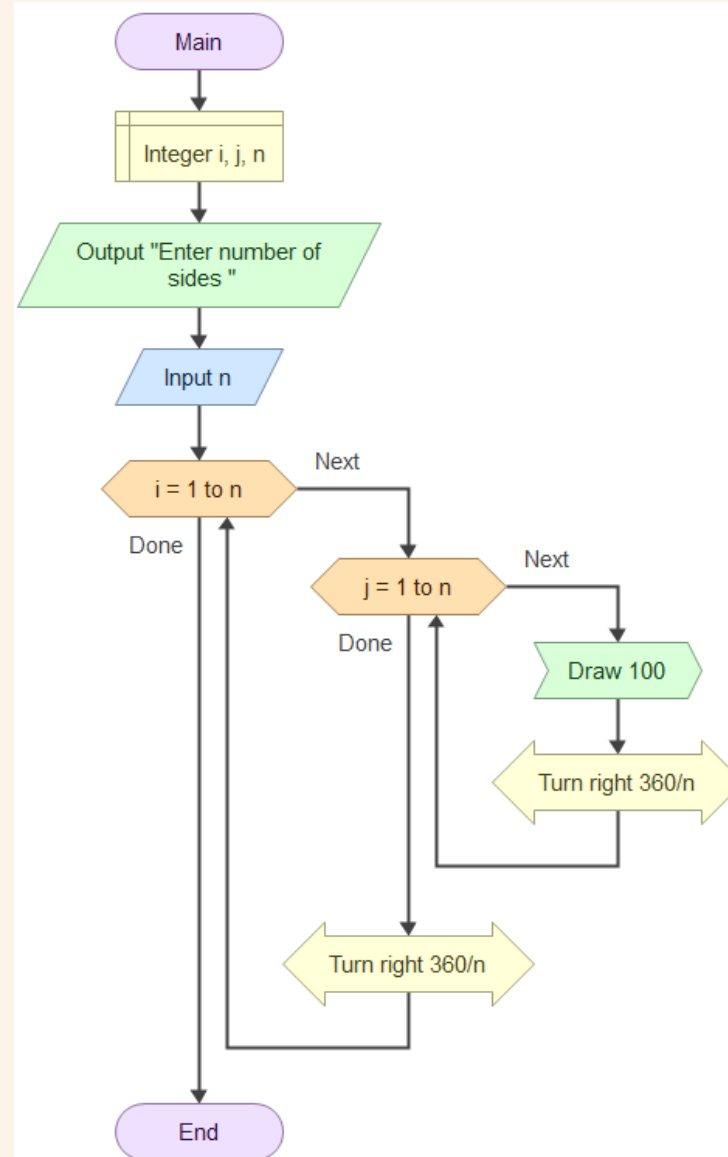 Main
Integer i, j, n
Output "Enter number of
sides "
Input n
i = 1 to n
Next
Done
j = 1 to n
Next
Done
Draw 100
Turn right 360/n
Turn right 360/n
End